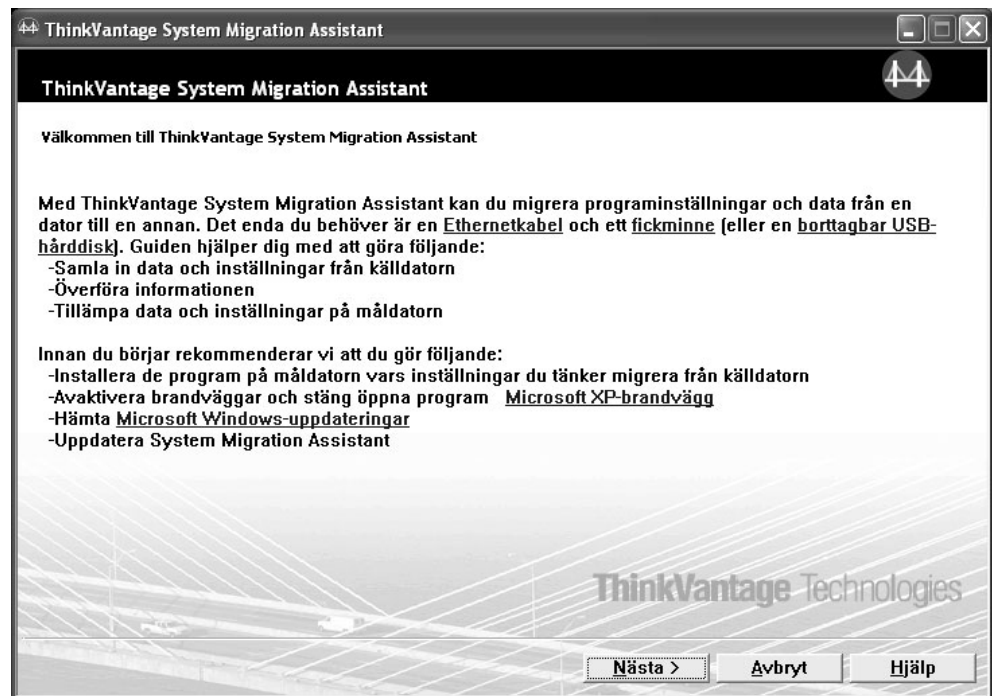 ThinkVantage System Migration Assistant
ThinkVantage System Migration Assistant
Välkommen till ThinkVantage System Migration Assistant
Med ThinkVantage System Migration Assistant kan du migrera programinställningar och data från en
dator till en annan. Det enda du behöver är en Ethernetkabel och ett fickminne (eller en borttagbar USB-
hårddisk). Guiden hjälper dig med att göra följande:
-Samla in data och inställningar från källdatorn
-Överföra informationen
-Tillämpa data och inställningar på måldatorn
Innan du börjar rekommenderar vi att du gör följande:
-Installera de program på måldatorn vars inställningar du tänker migrera från källdatorn
-Avaktivera brandväggar och stäng öppna program Microsoft XP-brandvägg
-Hämta Microsoft Windows-uppdateringar
-Uppdatera System Migration Assistant
ThinkVantage Technologies
Nästa > Avbryt Hjälp